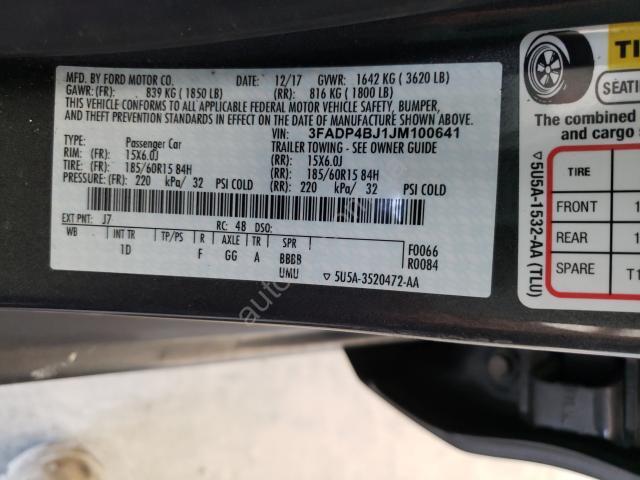 MFD. BY FORD MOTOR CO. DATE: 12/17 GVWR: 1642 KG ( 3620 LB)
GAWR: (FR): 839 KG ( 1850 LB) (RR): 816 KG ( 1800 LB)
THIS VEHICLE CONFORMS TO ALL APPLICABLE FEDERAL MOTOR VEHICLE SAFETY, BUMPER,
AND THEFT PREVENTION STANDARDS IN EFFECT ON THE DATE OF MANUFACTURE SHOWN ABOVE.
VIN: 3FADP4BJ1JM100641
TYPE: Passenger Car TRAILER TOWING - SEE OWNER GUIDE
RIM: (FR): 15X6.0J (RR): 15X6.0J
TIRE: (FR): 185/60R15 84H (RR): 185/60R15 84H
PRESSURE: (FR): 220 kPa/ 32 PSI COLD (RR): 220 kPa/ 32 PSI COLD
EXT PNT: J7 RC: 48 DSO:
WB INT TR TP/PS R AXLE TR SPR F0066
1D F GG A BBBB R0084
UMU ▽ 5U5A-3520472-AA
TI
SEATI
The combined
and cargo s
TIRE
FRONT 1
REAR 1
SPARE T1
▽5U5A-1532-AA (TLU)